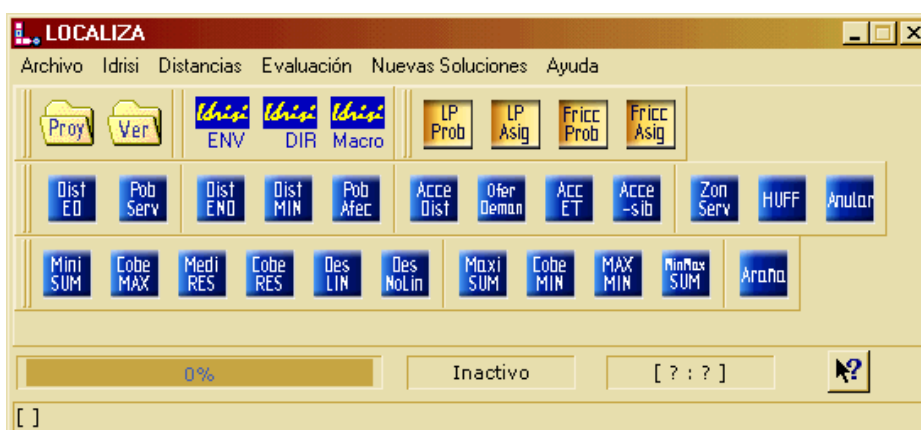 LOCALIZA
Archivo Idrisi Distancias Evaluación Nuevas Soluciones Ayuda
Proy Ver Idrisi ENV Idrisi DIR Idrisi Macro LP Prob LP Asig Fricc Prob Fricc Asig
Dist EO Pob Serv Dist ENO Dist MIN Pob Afec Acce Dist Ofer Deman Acc ET Acce -sib Zon Serv HUFF Anular
Mini SUM Cobe MAX Medi RES Cobe RES Des LIN Des NoLin Maxi SUM Cobe MIN MAX MIN MinMax SUM Araña
0% Inactivo [ ? : ? ] ?
[ ]